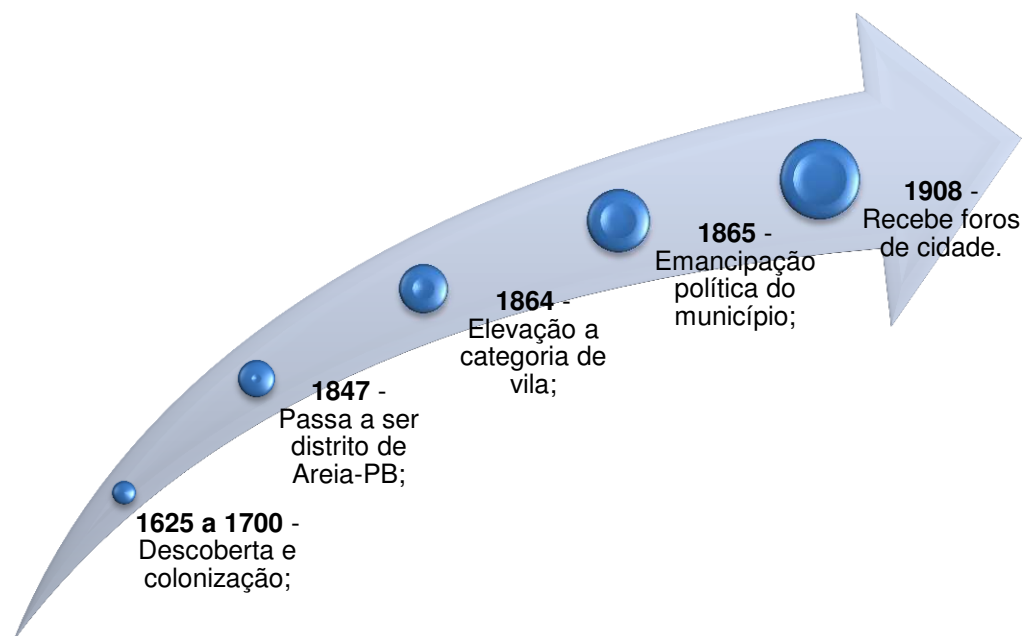 1625 a 1700 -
Descoberta e
colonização;
1847 -
Passa a ser
distrito de
Areia-PB;
1864 -
Elevação a
categoria de
vila;
1865 -
Emancipação
política do
município;
1908 -
Recebe foros
de cidade.